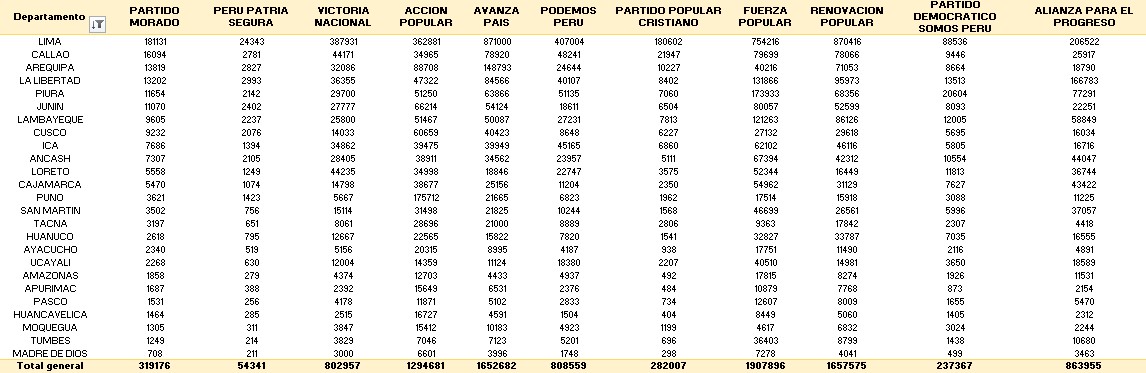 Departamento PARTIDO MORADO PERU PATRIA SEGURA VICTORIA NACIONAL ACCION POPULAR AVANZA PAIS PODEMOS PERU PARTIDO POPULAR CRISTIANO FUERZA POPULAR RENOVACION POPULAR PARTIDO DEMOCRATICO SOMOS PERU ALIANZA PARA EL PROGRESO
LIMA 181131 24343 387931 362881 871000 407004 180602 754216 870416 88536 206522
CALLAO 16094 2781 44171 34965 78920 48241 21947 79699 78066 9446 25917
AREQUIPA 13819 2827 32086 88708 148793 24644 10227 40216 71053 8664 18790
LA LIBERTAD 13202 2993 36355 47322 84566 40107 8402 131866 95973 13513 166783
PIURA 11654 2142 29700 51250 63866 51135 7060 173933 68356 20604 77291
JUNIN 11070 2402 27777 66214 54124 18611 6504 80057 52599 8093 22251
LAMBAYEQUE 9605 2237 25800 51467 50087 27231 7813 121263 86126 12005 58849
CUSCO 9232 2076 14033 60659 40423 8648 6227 27132 29618 5695 16034
ICA 7686 1394 34862 39475 39949 45165 6860 62102 46116 5805 16716
ANCASH 7307 2105 28405 38911 34562 23957 5111 67394 42312 10554 44047
LORETO 5558 1249 44235 34998 18846 22747 3575 52344 16449 11813 36744
CAJAMARCA 5470 1074 14798 38677 25156 11204 2350 54962 31129 7627 43422
PUNO 3621 1423 5667 175712 21665 6823 1962 17514 15918 3088 11225
SAN MARTIN 3502 756 15114 31498 21825 10244 1568 46699 26561 5996 37057
TACNA 3197 651 8061 28696 21000 8889 2806 9363 17842 2307 4418
HUANUCO 2618 795 12667 22565 15822 7820 1541 32827 33787 7035 16555
AYACUCHO 2340 519 5156 20315 8995 4187 938 17751 11490 2116 4891
UCAYALI 2268 630 12004 14359 11124 18380 2207 40510 14981 3650 18589
AMAZONAS 1858 279 4374 12703 4433 4937 492 17815 8274 1926 11531
APURIMAC 1687 388 2392 15649 6531 2376 484 10879 7768 873 2154
PASCO 1531 256 4178 11871 5102 2833 734 12607 8009 1655 5470
HUANCAVELICA 1464 285 2515 16727 4591 1504 404 8449 5060 1405 2312
MOQUEGUA 1305 311 3847 15412 10183 4923 1199 4617 6832 3024 2244
TUMBES 1249 214 3829 7046 7123 5201 696 36403 8799 1438 10680
MADRE DE DIOS 708 211 3000 6601 3996 1748 298 7278 4041 499 3463
Total general 319176 54341 802957 1294681 1652682 808559 282007 1907896 1657575 237367 863955